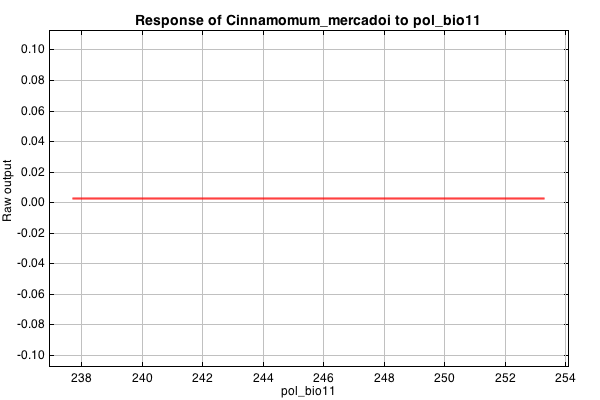 Response of Cinnamomum_mercadoi to pol_bio11
Raw output
0.10
0.08
0.06
0.04
0.02
0.00
-0.02
-0.04
-0.06
-0.08
-0.10
238 240 242 244 246 248 250 252 254
pol_bio11